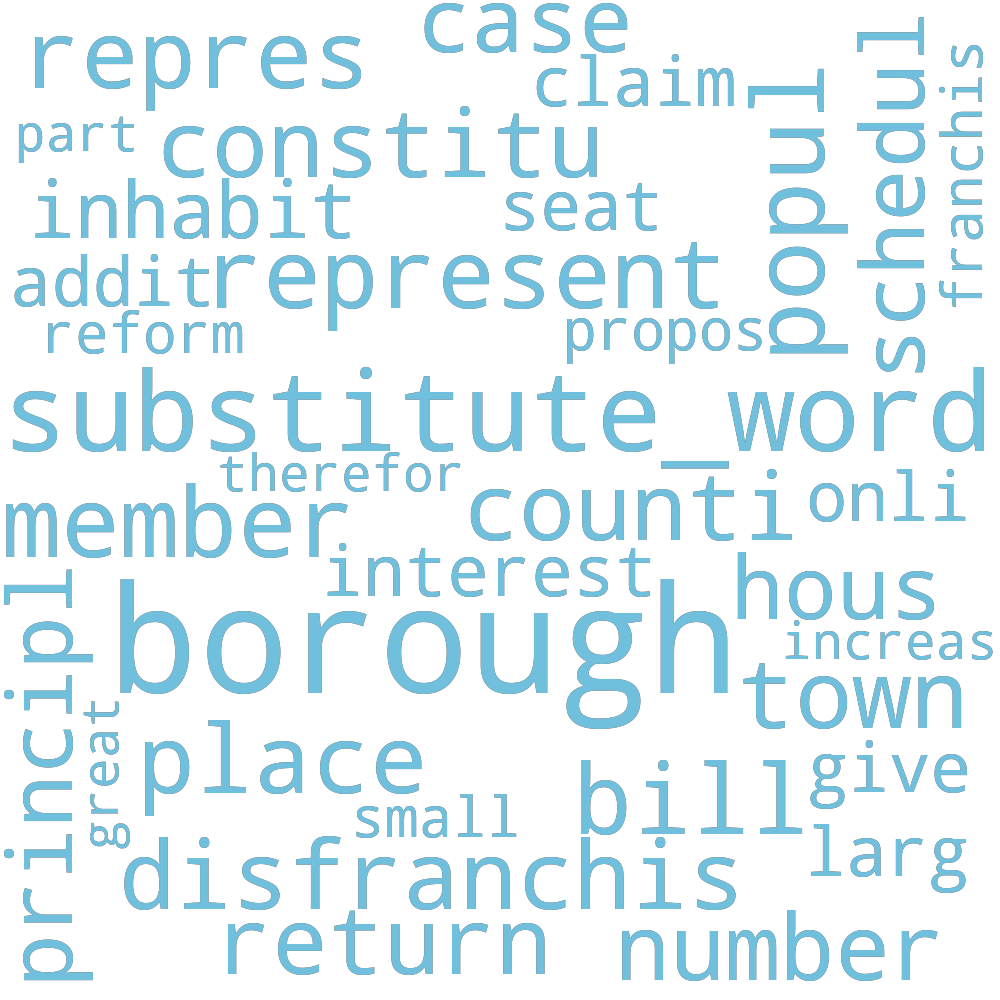 case
repres
claim
popul
schedul
franchis
part
constitu
inhabit
seat
addit
represent
reform
propos
substitute_word
therefor
member
counti
onli
interest
hous
principl
borough
increas
town
great
place
give
bill
small
larg
disfranchis
return
number